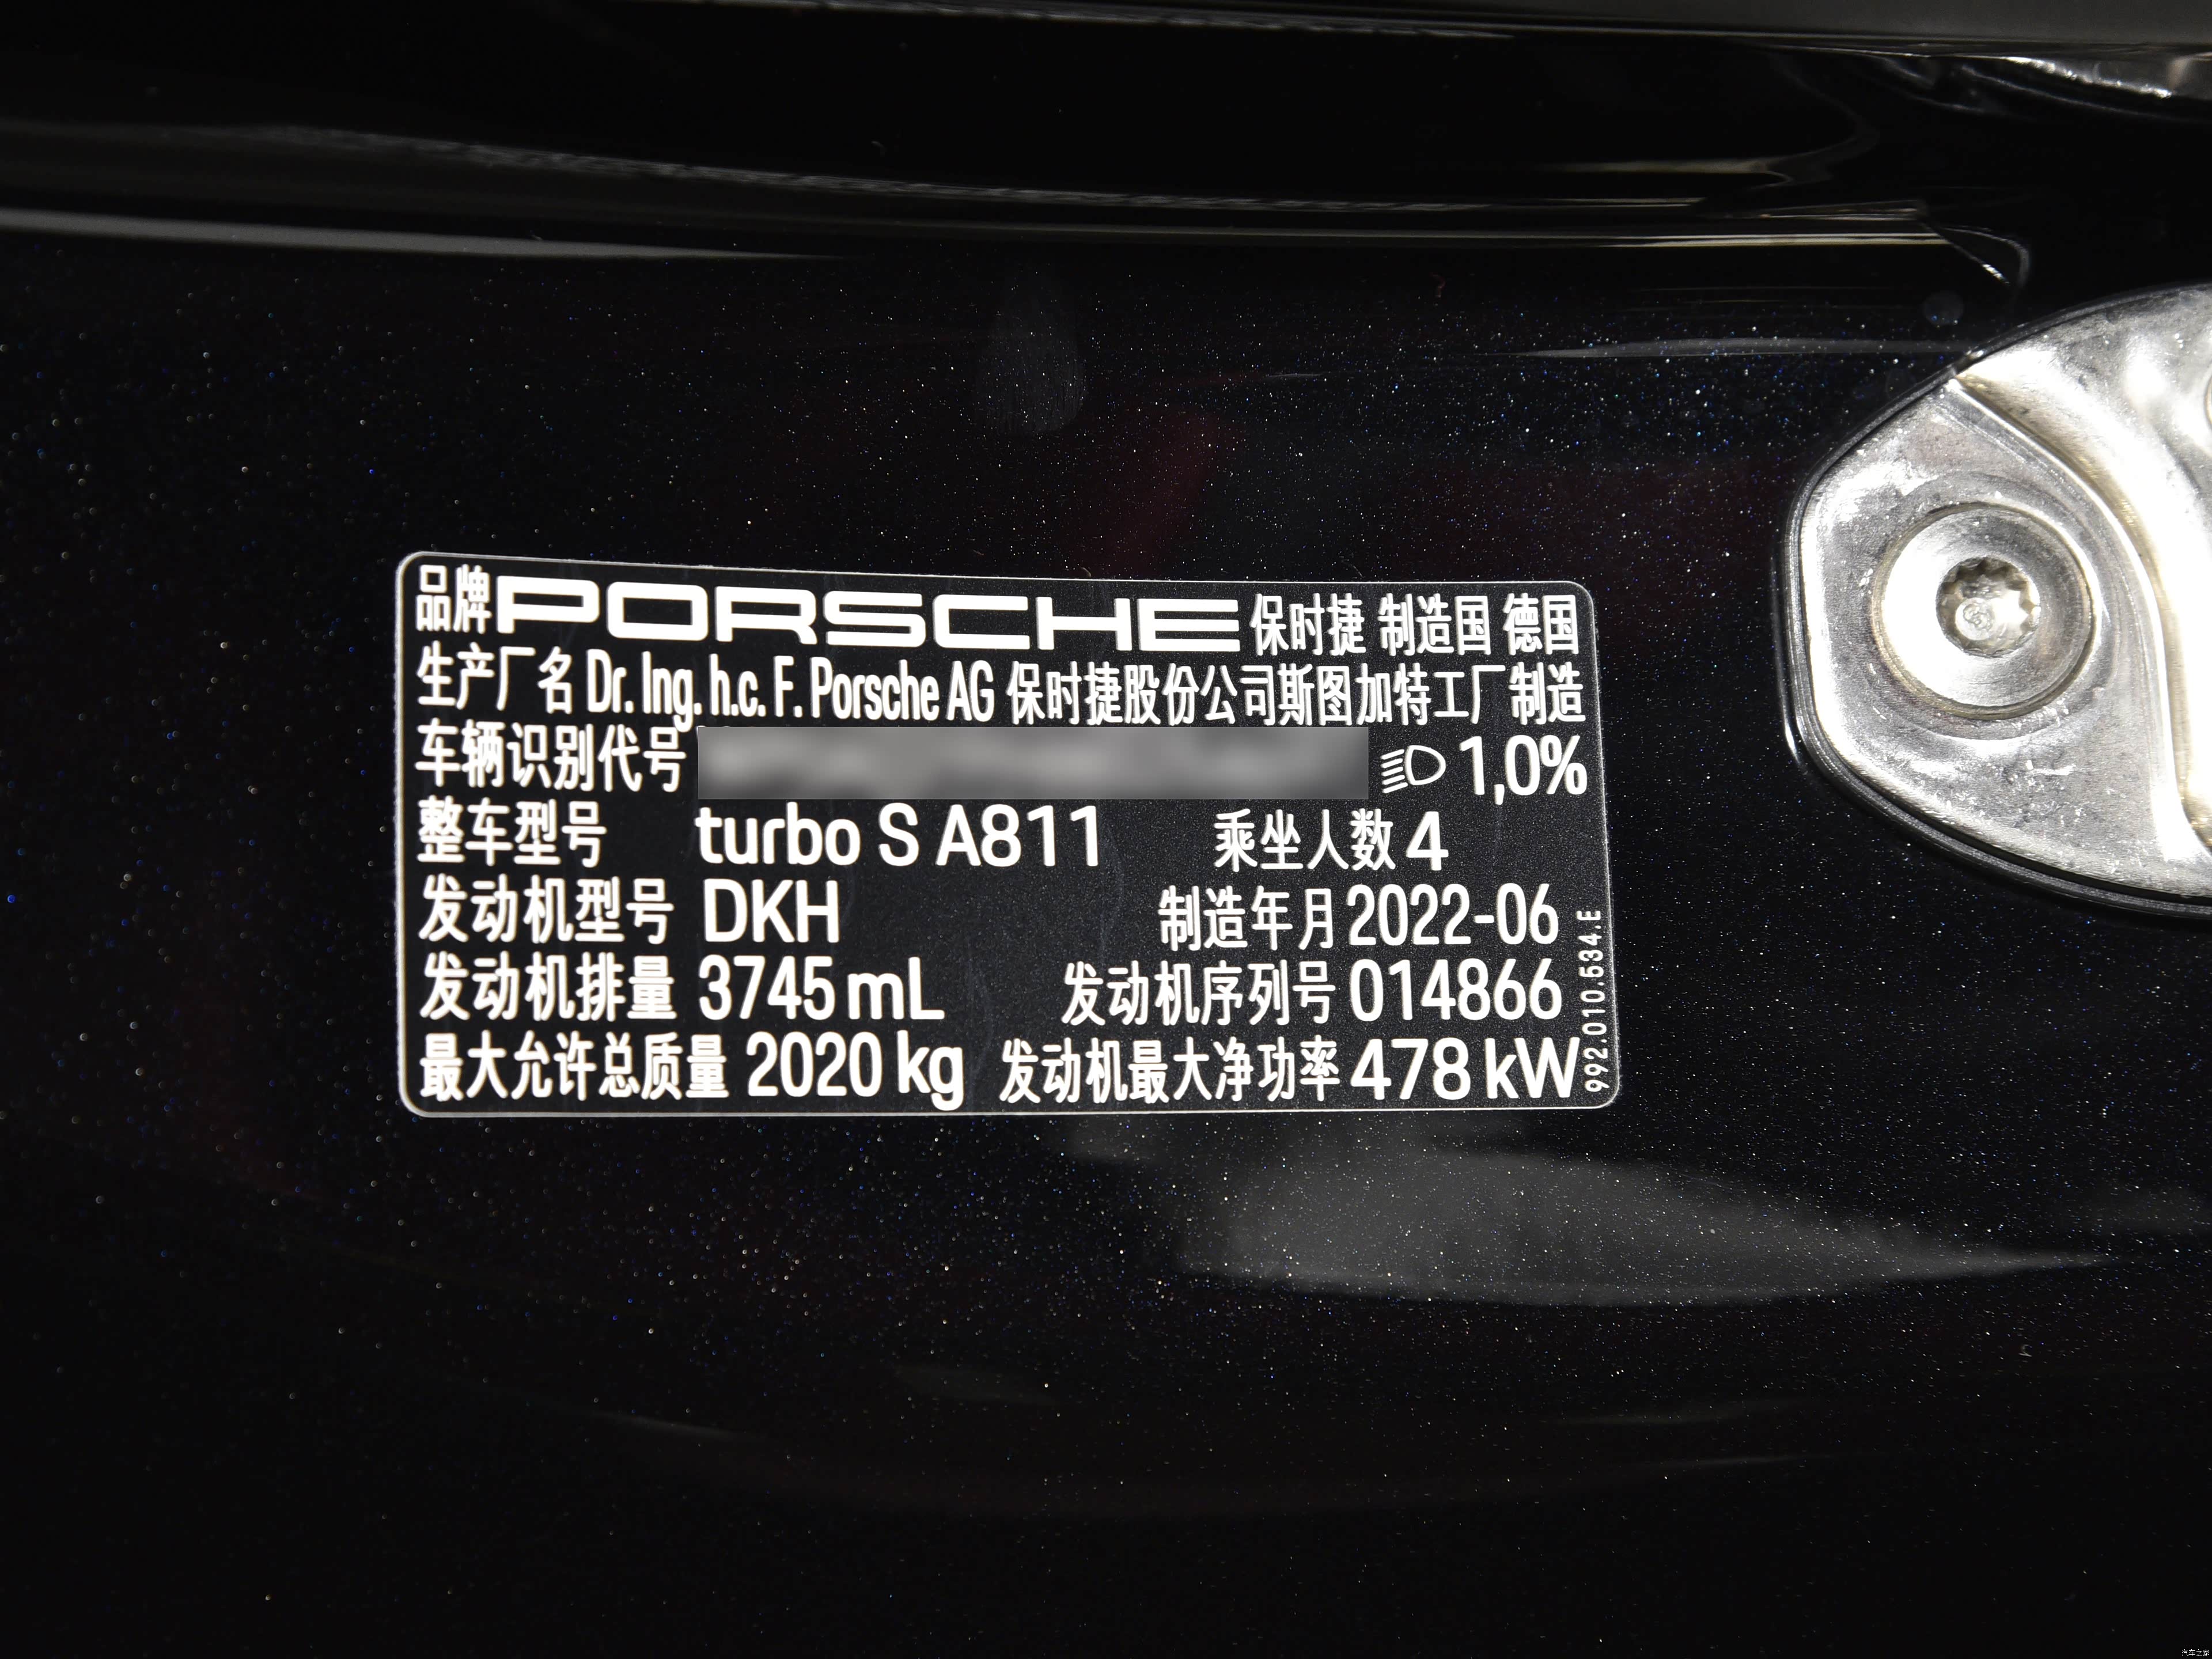 品牌 PORSCHE 保时捷 制造国 德国
生产厂名 Dr. Ing. h.c. F. Porsche AG 保时捷股份公司斯图加特工厂制造
车辆识别代号 1,0%
整车型号 turbo S A811 乘坐人数 4
发动机型号 DKH 制造年月 2022-06
发动机排量 3745 mL 发动机序列号 014866
最大允许总质量 2020 kg 发动机最大净功率 478 kW
992.010.534.E
汽车之家